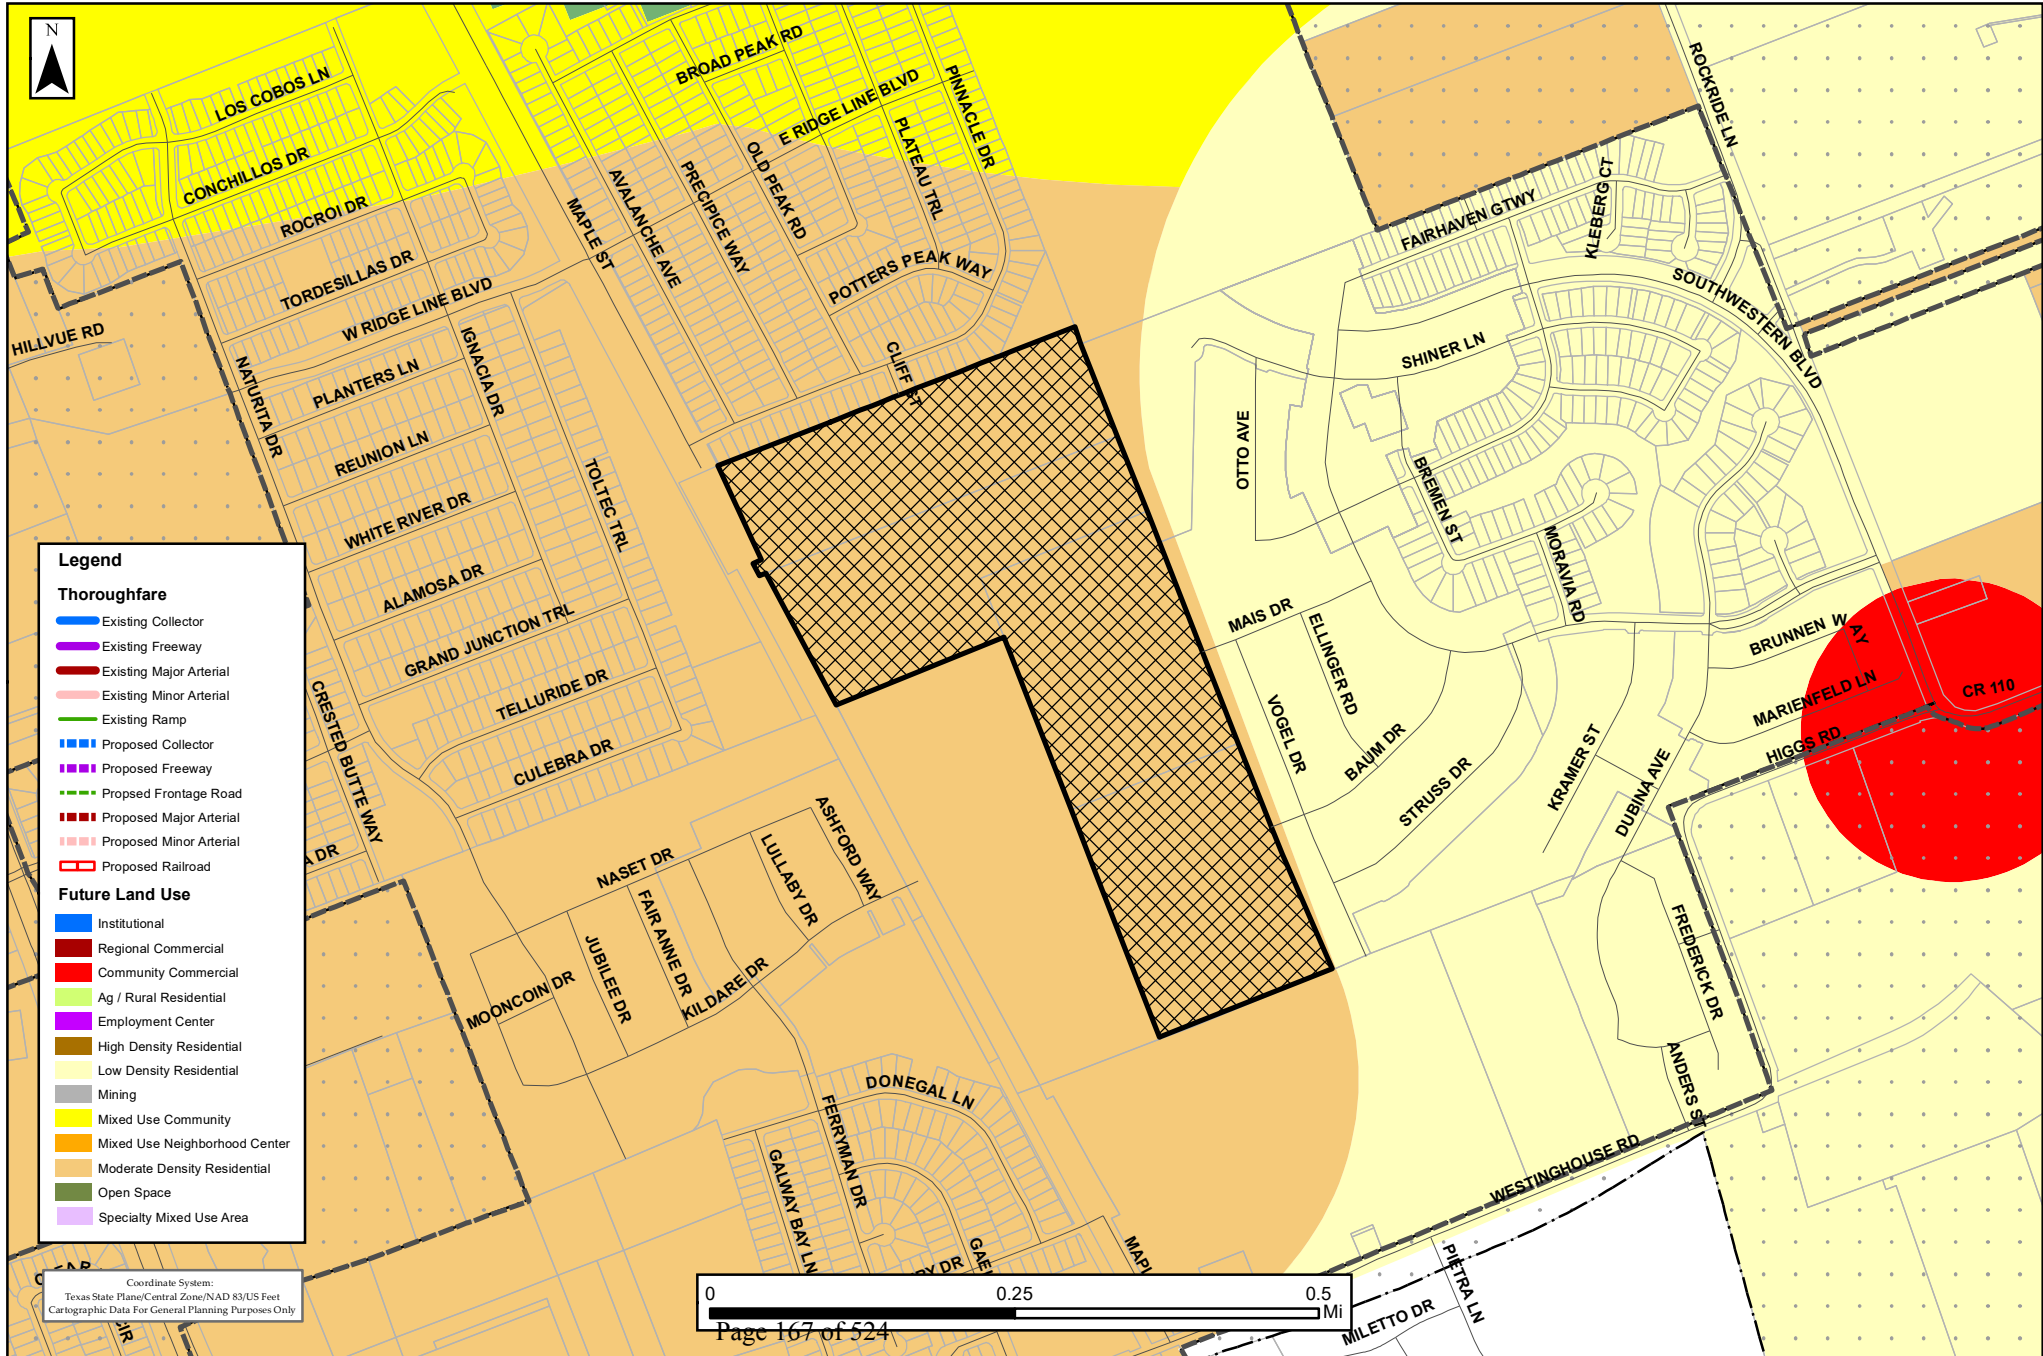 N
LOS COBOS LN
CONCHILLOS DR
ROCROI DR
TORDESILLAS DR
W RIDGE LINE BLVD
HILLVUE RD
NATURITA DR
PLANTERS LN
IGNACIA DR
REUNION LN
WHITE RIVER DR
TOLTEC TRL
ALAMOSA DR
GRAND JUNCTION TRL
TELLURIDE DR
CULEBRA DR
CRESTED BUTTE WAY
A DR
MAPLE ST
AVALANCHE AVE
PRECIPICE WAY
BROAD PEAK RD
OLD PEAK RD
E RIDGE LINE BLVD
PLATEAU TRL
PINNACLE DR
POTTERS PEAK WAY
CLIFF ST
ROCKRIDE LN
FAIRHAVEN GTWY
KLEBERG CT
SOUTHWESTERN BLVD
SHINER LN
OTTO AVE
BREMEN ST
MORAVIA RD
MAIS DR
ELLINGER RD
VOGEL DR
BAUM DR
STRUSS DR
KRAMER ST
DUBINA AVE
BRUNNEN WAY
MARIENFELD LN
HIGGS RD
CR 110
FREDERICK DR
ANDERS ST
WESTINGHOUSE RD
PIETRA LN
MILETTO DR
NASET DR
LULLABY DR
ASHFORD WAY
FAIR ANNE DR
JUBILEE DR
MOONCOIN DR
KILDARE DR
DONEGAL LN
FERRYMAN DR
GALWAY BAY LN
GAE
RY DR
MAPL
CIR
Legend
Thoroughfare
Existing Collector
Existing Freeway
Existing Major Arterial
Existing Minor Arterial
Existing Ramp
Proposed Collector
Proposed Freeway
Propsed Frontage Road
Proposed Major Arterial
Proposed Minor Arterial
Proposed Railroad
Future Land Use
Institutional
Regional Commercial
Community Commercial
Ag / Rural Residential
Employment Center
High Density Residential
Low Density Residential
Mining
Mixed Use Community
Mixed Use Neighborhood Center
Moderate Density Residential
Open Space
Specialty Mixed Use Area
Coordinate System:
Texas State Plane/Central Zone/NAD 83/US Feet
Cartographic Data For General Planning Purposes Only
0 0.25 0.5
Mi
Page 167 of 524